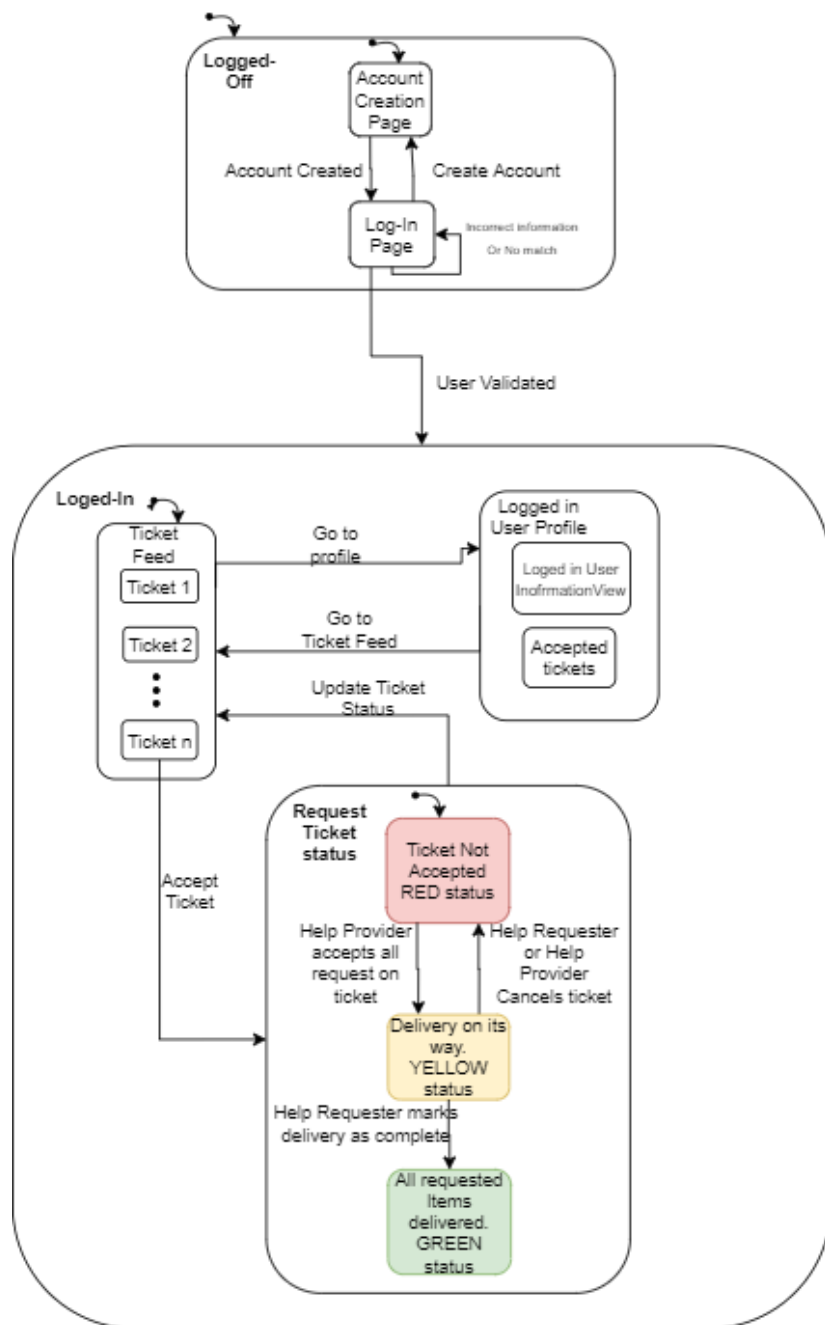 Logged-
Off
Account
Creation
Page
Account Created
Create Account
Log-In
Page
Incorrect information
Or No match
User Validated
Loged-In
Ticket
Feed
Ticket 1
Ticket 2
Ticket n
Go to
profile
Logged in
User Profile
Loged in User
InofrmationView
Accepted
tickets
Go to
Ticket Feed
Update Ticket
Status
Accept
Ticket
Request
Ticket
status
Ticket Not
Accepted
RED status
Help Provider
accepts all
request on
ticket
Help Requester
or Help
Provider
Cancels ticket
Delivery on its
way.
YELLOW
status
Help Requester marks
delivery as complete
All requested
Items
delivered.
GREEN
status